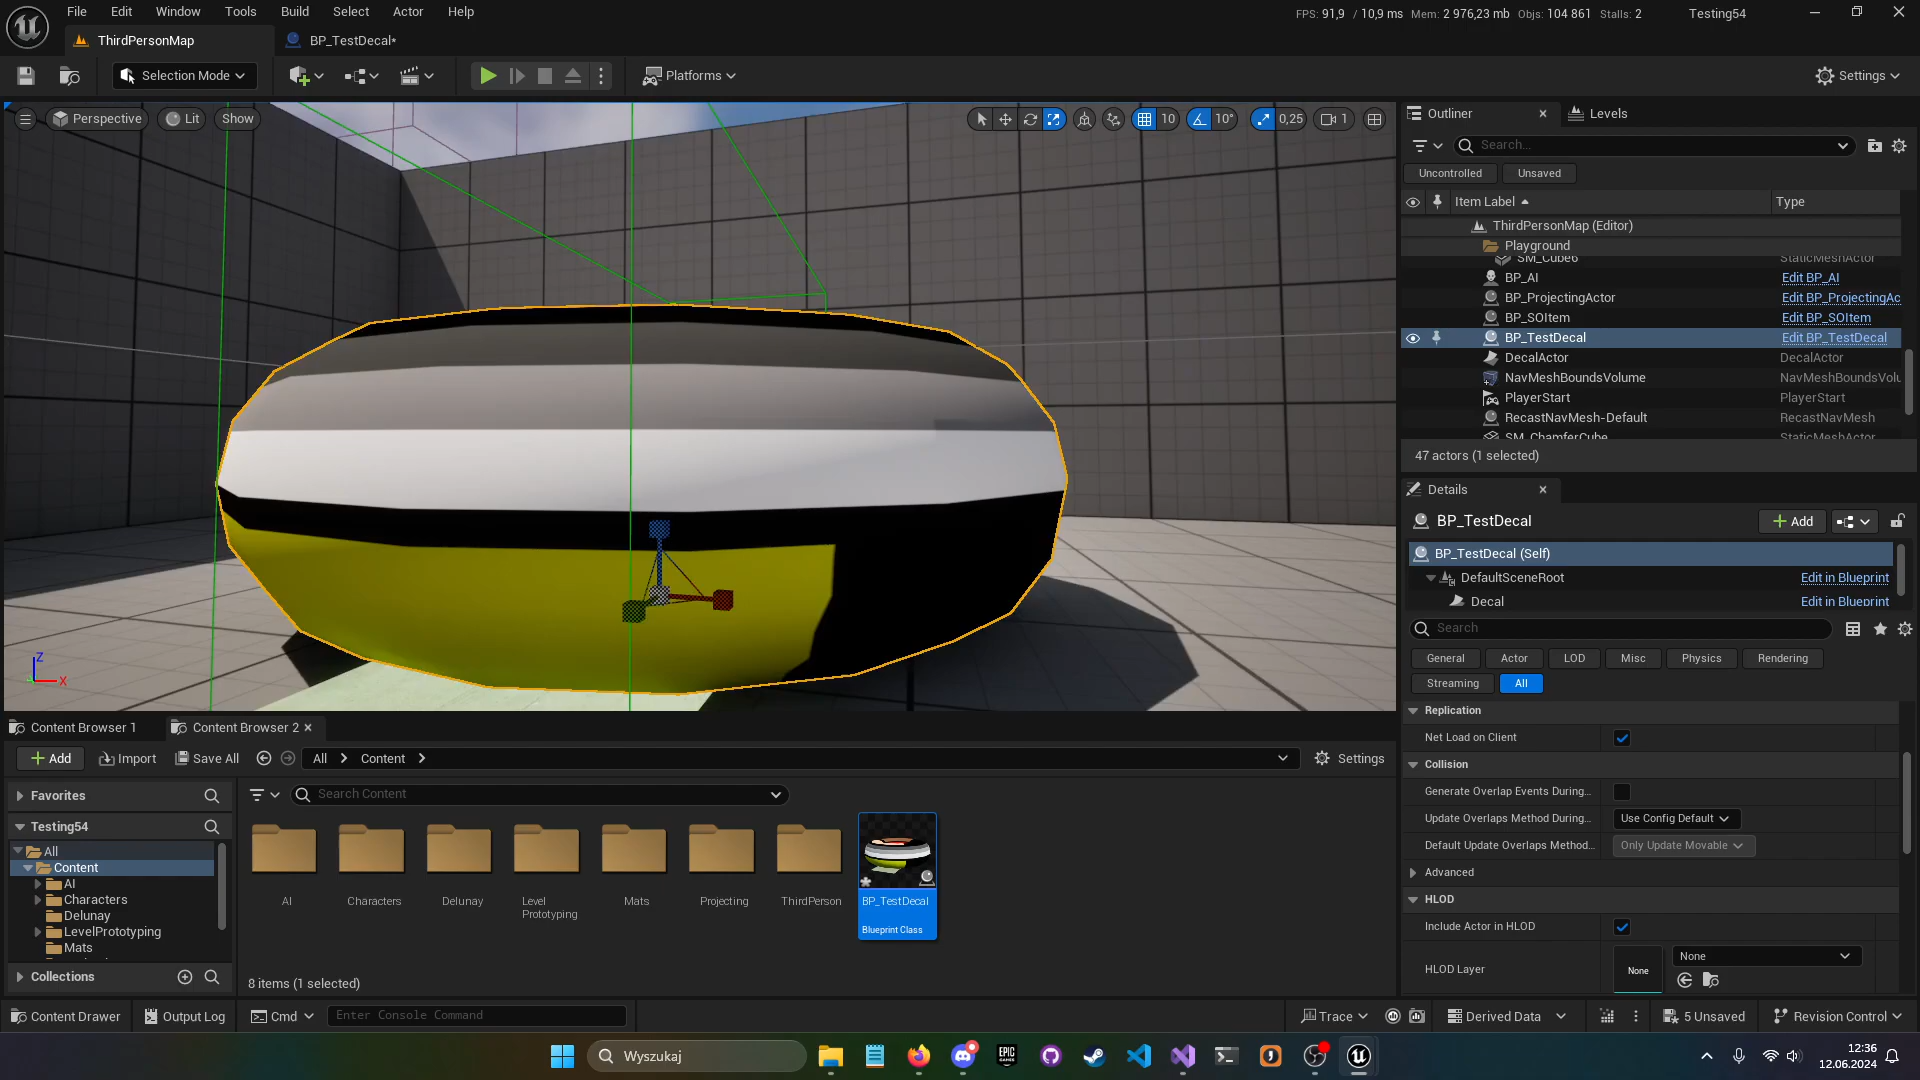 File Edit Window Tools Build Select Actor Help
FPS: 91,9 / 10,9 ms Mem: 2 976,23 mb Objs: 104 861 Stalls: 2 Testing54
ThirdPersonMap BP_TestDecal*
Selection Mode Platforms Settings
Perspective Lit Show 10 10° 0,25 1
Outliner Levels
Search...
Uncontrolled Unsaved
Item Label Type
ThirdPersonMap (Editor)
Playground
SM_Cube6 StaticMeshActor
BP_AI Edit BP_AI
BP_ProjectingActor Edit BP_ProjectingAc
BP_SOItem Edit BP_SOItem
BP_TestDecal Edit BP_TestDecal
DecalActor DecalActor
NavMeshBoundsVolume NavMeshBoundsVolu
PlayerStart PlayerStart
RecastNavMesh-Default RecastNavMesh
SM_ChamferCube StaticMeshActor
47 actors (1 selected)
Details
BP_TestDecal Add
BP_TestDecal (Self)
DefaultSceneRoot Edit in Blueprint
Decal Edit in Blueprint
Search
General Actor LOD Misc Physics Rendering
Streaming All
Replication
Net Load on Client
Collision
Generate Overlap Events During...
Update Overlaps Method During... Use Config Default
Default Update Overlaps Method... Only Update Movable
Advanced
HLOD
Include Actor in HLOD
HLOD Layer None None
Z
X
Content Browser 1 Content Browser 2
Add Import Save All All Content Settings
Favorites
Search Content
Testing54
All
Content
AI
Characters
Delunay
LevelPrototyping
Mats
Collections
AI Characters Delunay Level Prototyping Mats Projecting ThirdPerson BP_TestDecal
Blueprint Class
8 items (1 selected)
Content Drawer Output Log Cmd Enter Console Command Trace Derived Data 5 Unsaved Revision Control
Wyszukaj
EPIC GAMES
12:36
12.06.2024